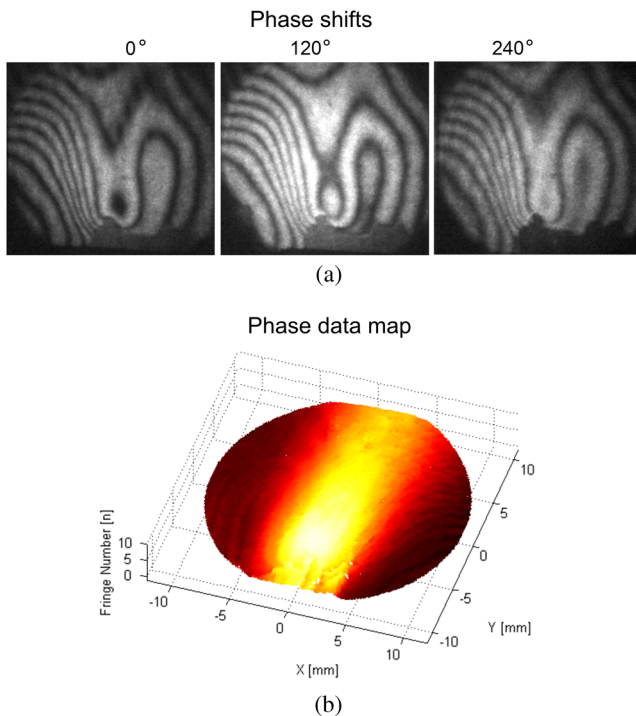 Phase shifts
0° 120° 240°
(a)
Phase data map
10
5
0
-5
-10
Y [mm]
10
5
0
Fringe Number [n]
-10 -5 0 5 10
X [mm]
(b)